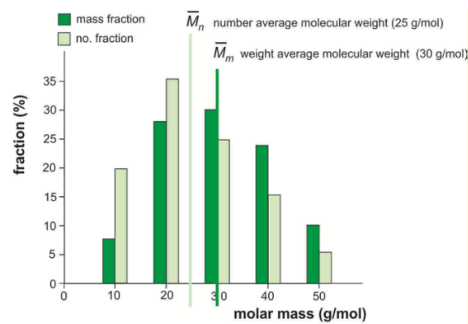 mass fraction
no. fraction
M̅n number average molecular weight (25 g/mol)
M̅m weight average molecular weight (30 g/mol)
fraction (%)
35
30
25
20
15
10
5
0
0 10 20 30 40 50
molar mass (g/mol)